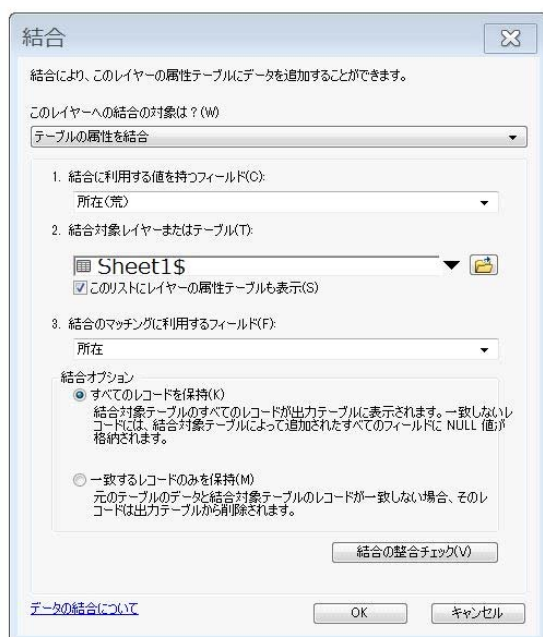 結合
結合により、このレイヤーの属性テーブルにデータを追加することができます。
このレイヤーへの結合の対象は？(W)
テーブルの属性を結合
1. 結合に利用する値を持つフィールド(C):
所在(荒)
2. 結合対象レイヤーまたはテーブル(T):
Sheet1$
このリストにレイヤーの属性テーブルも表示(S)
3. 結合のマッチングに利用するフィールド(F):
所在
結合オプション
すべてのレコードを保持(K)
結合対象テーブルのすべてのレコードが出力テーブルに表示されます。一致しないレ
コードには、結合対象テーブルによって追加されたすべてのフィールドに NULL 値が
格納されます。
一致するレコードのみを保持(M)
元のテーブルのデータと結合対象テーブルのレコードが一致しない場合、そのレ
コードは出力テーブルから削除されます。
結合の整合チェック(V)
データの結合について
OK
キャンセル